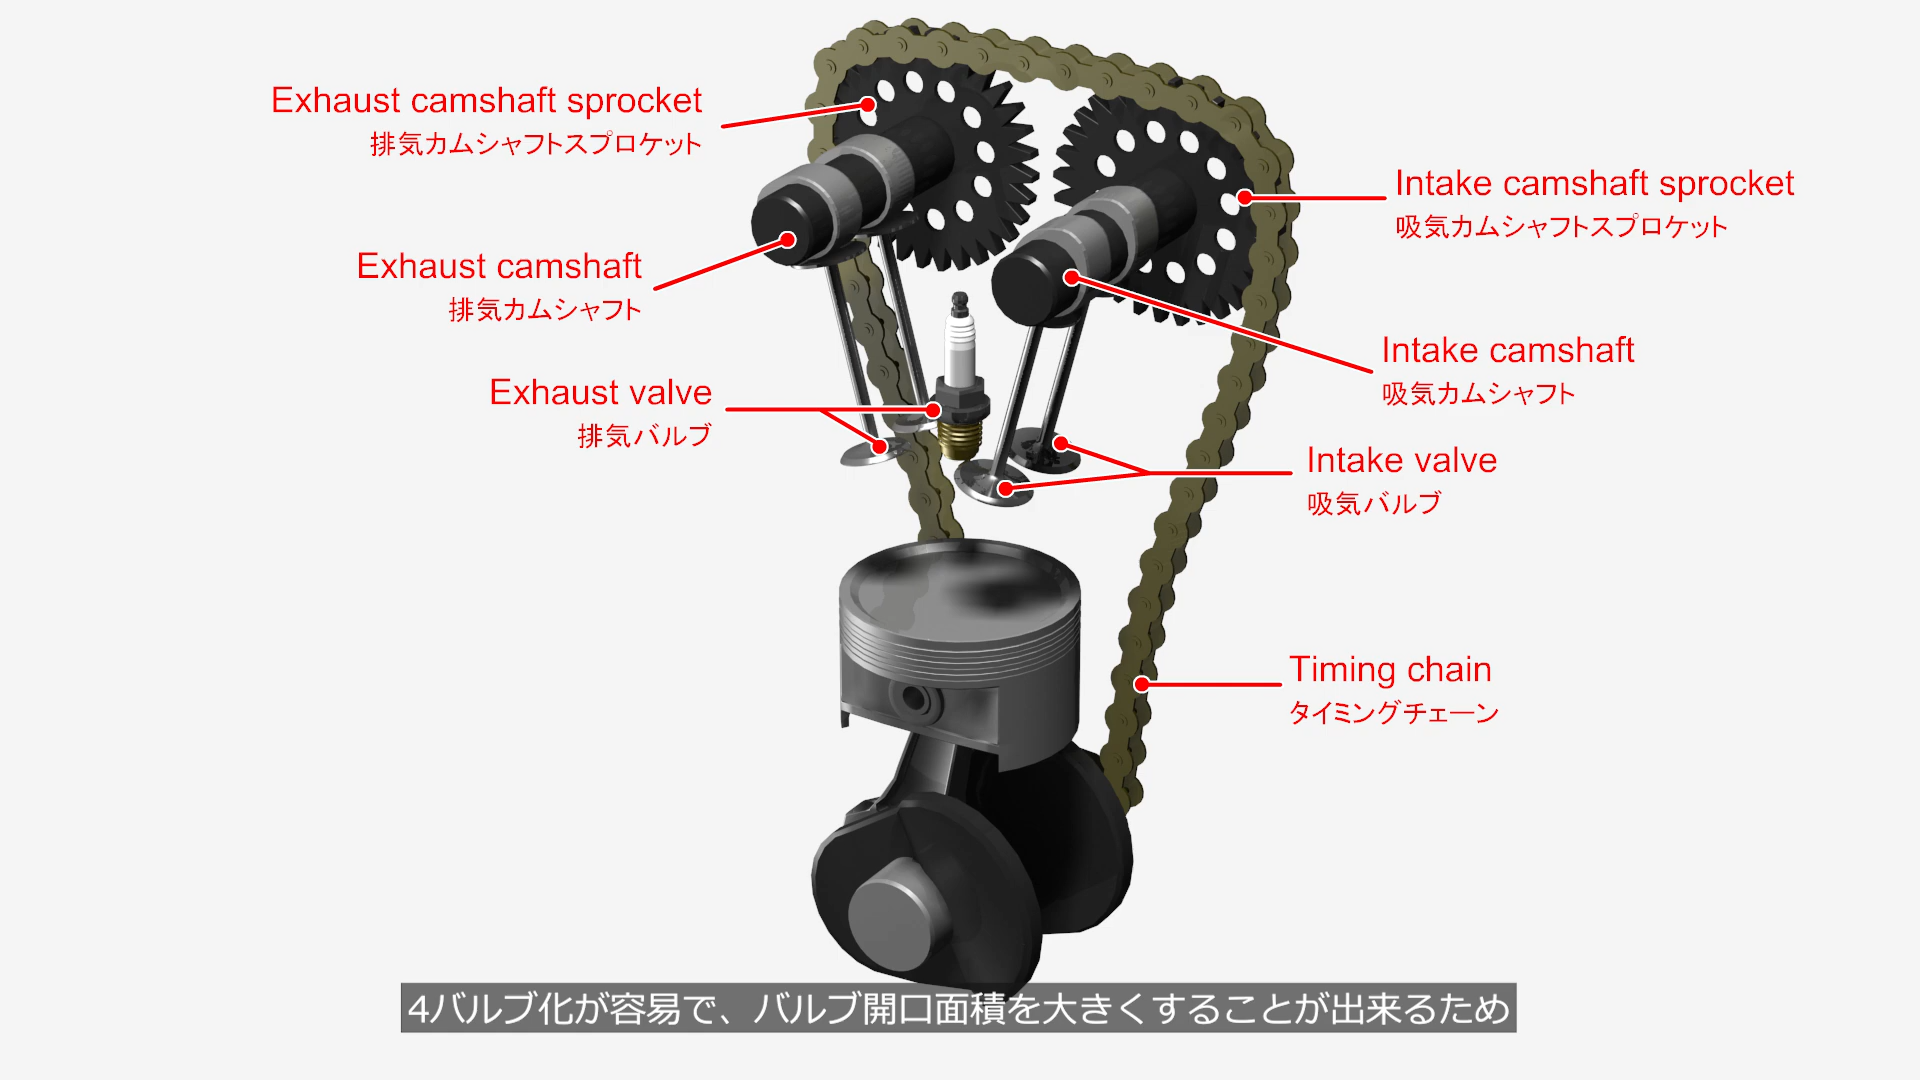 Exhaust camshaft sprocket
排気カムシャフトスプロケット
Intake camshaft sprocket
吸気カムシャフトスプロケット
Exhaust camshaft
排気カムシャフト
Intake camshaft
吸気カムシャフト
Exhaust valve
排気バルブ
Intake valve
吸気バルブ
Timing chain
タイミングチェーン
4バルブ化が容易で、バルブ開口面積を大きくすることが出来るため